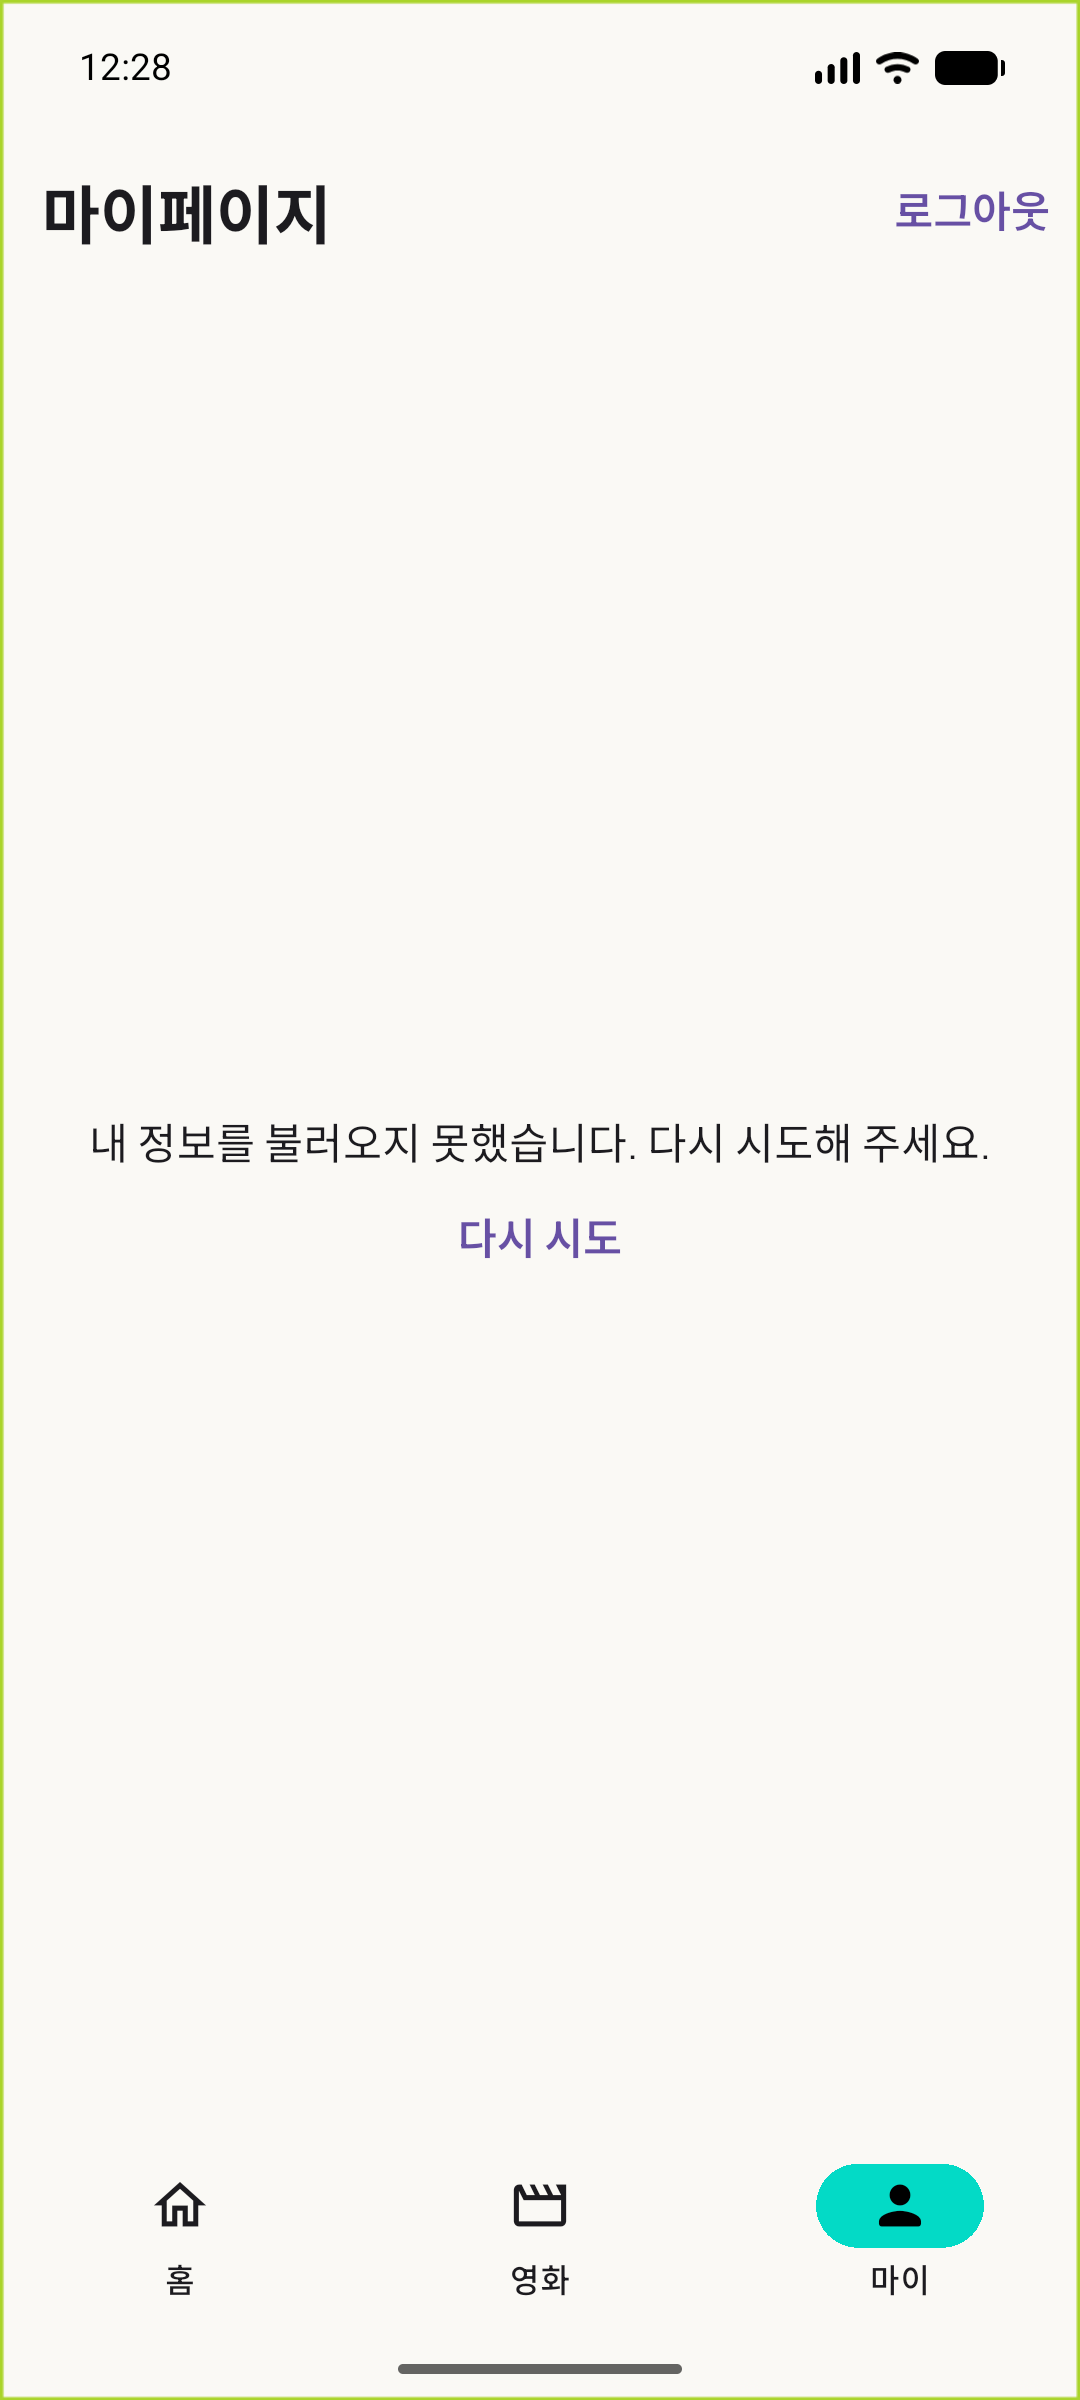 12:28
마이페이지
로그아웃
내 정보를 불러오지 못했습니다. 다시 시도해 주세요.
다시 시도
홈
영화
마이